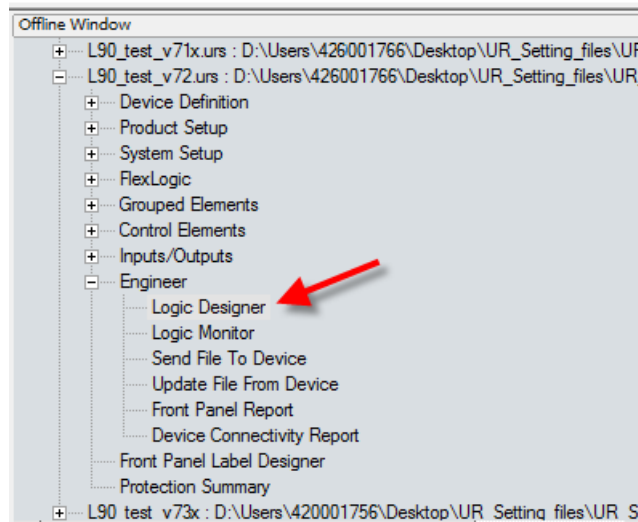 Offline Window
L90_test_v71x.urs : D:\Users\426001766\Desktop\UR_Setting_files\UR
L90_test_v72.urs : D:\Users\426001766\Desktop\UR_Setting_files\UR
Device Definition
Product Setup
System Setup
FlexLogic
Grouped Elements
Control Elements
Inputs/Outputs
Engineer
Logic Designer
Logic Monitor
Send File To Device
Update File From Device
Front Panel Report
Device Connectivity Report
Front Panel Label Designer
Protection Summary
L90_test_v73x : D:\Users\420001756\Desktop\UR_Setting files\UR_S